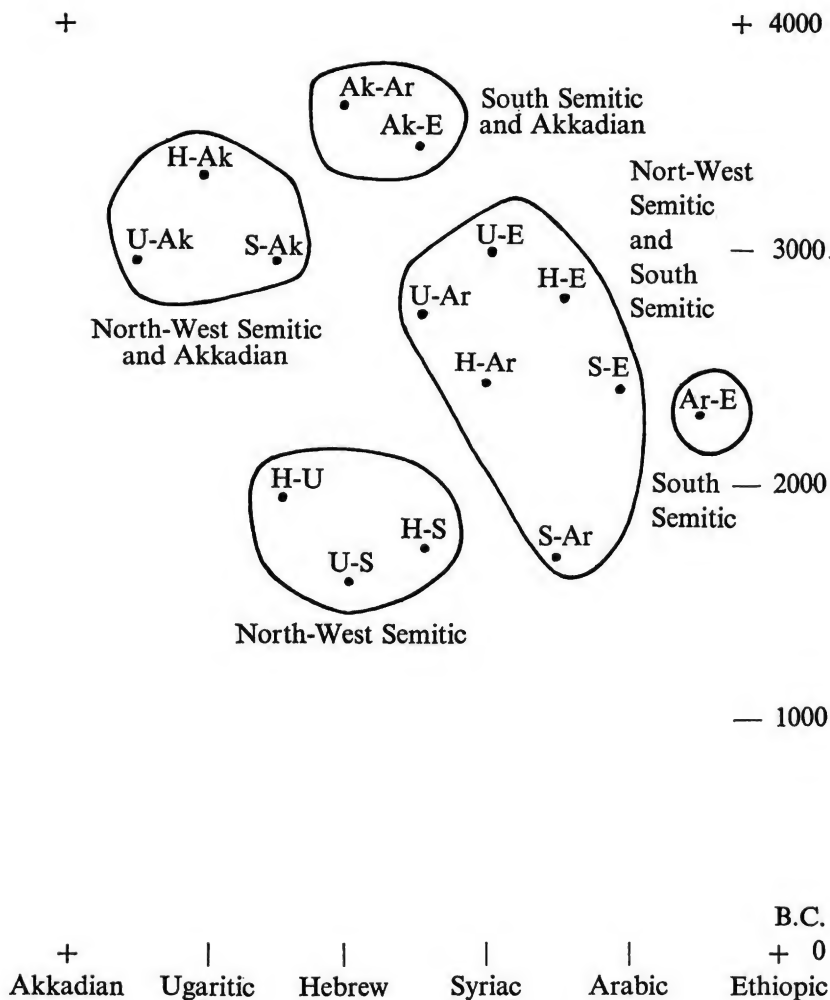 + + 4000
Ak-Ar
South Semitic
and Akkadian
Ak-E
H-Ak
Nort-West
Semitic
and
South
Semitic
U-E
— 3000.
U-Ak
S-Ak
H-E
U-Ar
North-West Semitic
and Akkadian
H-Ar
S-E
Ar-E
H-U
South
Semitic
— 2000
H-S
S-Ar
U-S
North-West Semitic
— 1000
B.C.
+ + 0
Akkadian Ugaritic Hebrew Syriac Arabic Ethiopic